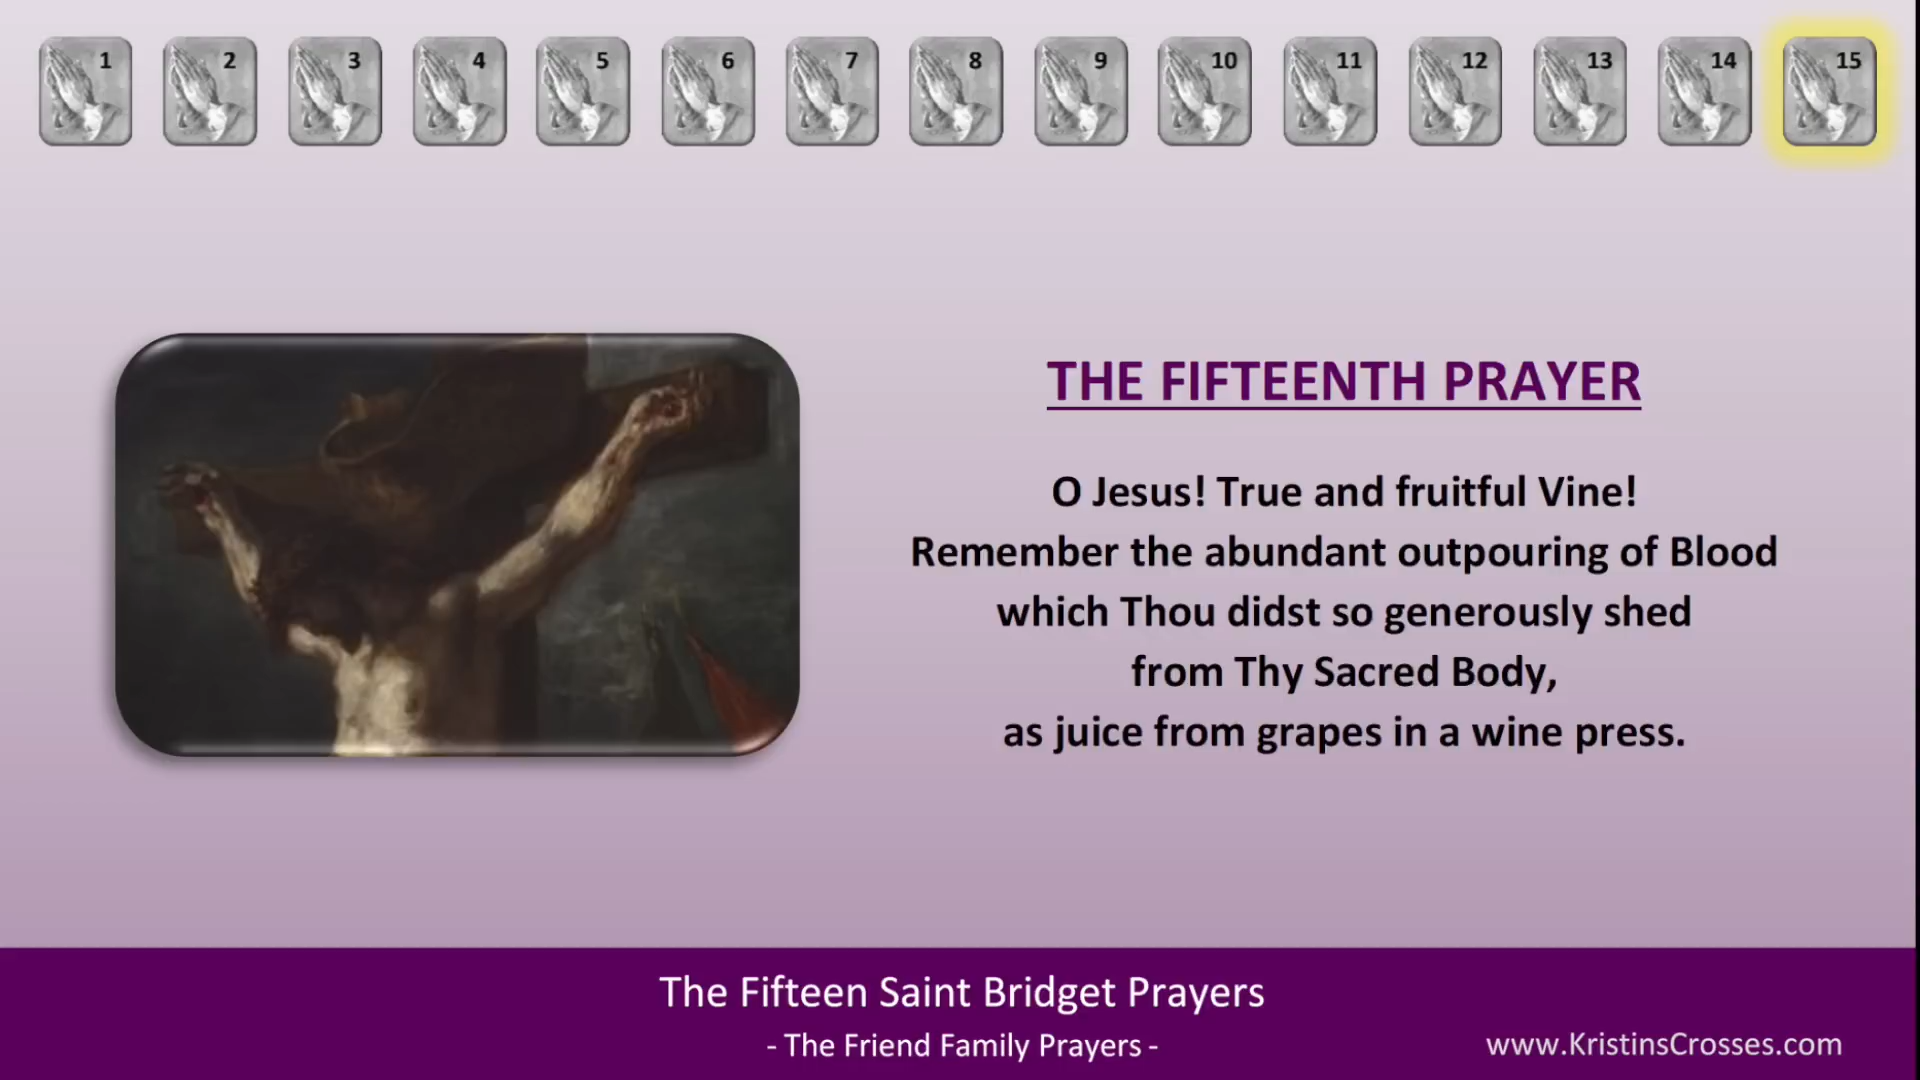 1 2 3 4 5 6 7 8 9 10 11 12 13 14 15
THE FIFTEENTH PRAYER
O Jesus! True and fruitful Vine!
Remember the abundant outpouring of Blood
which Thou didst so generously shed
from Thy Sacred Body,
as juice from grapes in a wine press.
The Fifteen Saint Bridget Prayers
- The Friend Family Prayers -
www.KristinsCrosses.com